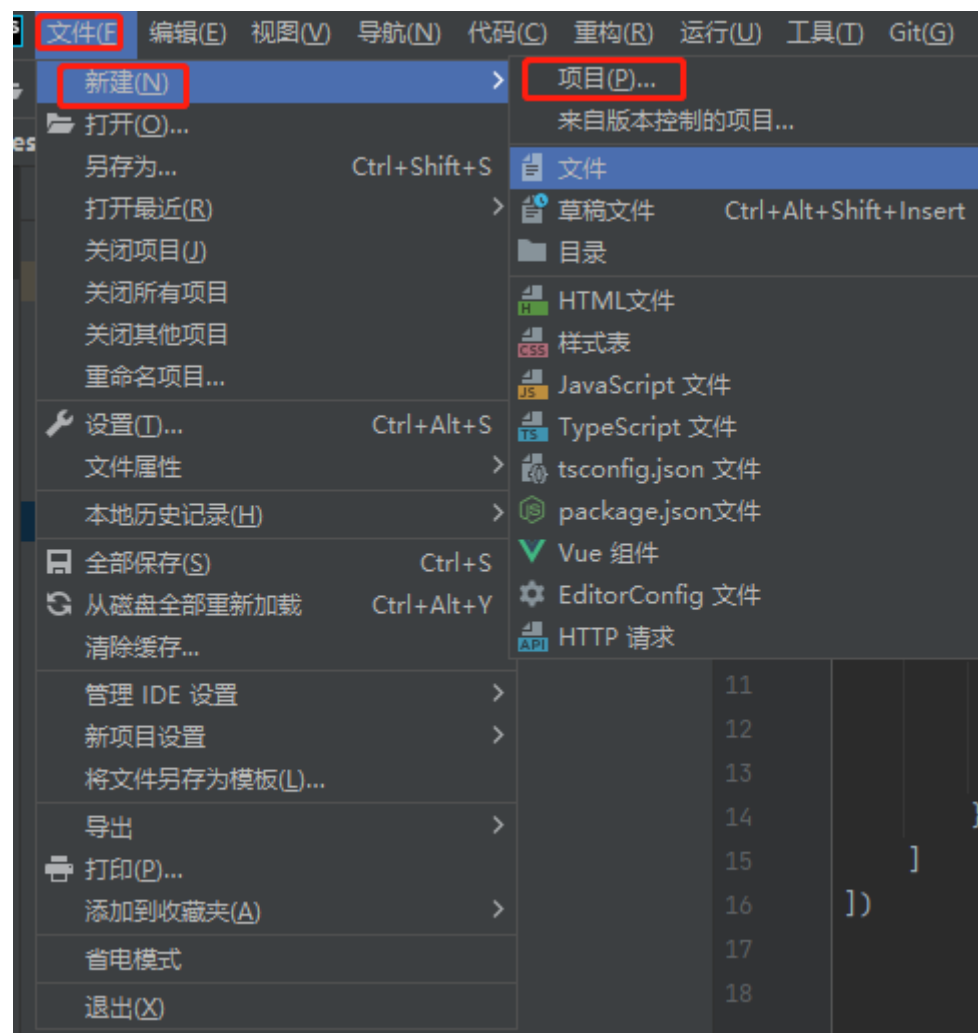 文件(F 编辑(E) 视图(V) 导航(N) 代码(C) 重构(R) 运行(U) 工具(T) Git(G)
新建(N)
打开(O)...
另存为... Ctrl+Shift+S
打开最近(R)
关闭项目(J)
关闭所有项目
关闭其他项目
重命名项目...
设置(T)... Ctrl+Alt+S
文件属性
本地历史记录(H)
全部保存(S) Ctrl+S
从磁盘全部重新加载 Ctrl+Alt+Y
清除缓存...
管理 IDE 设置
新项目设置
将文件另存为模板(L)...
导出
打印(P)...
添加到收藏夹(A)
省电模式
退出(X)
项目(P)...
来自版本控制的项目...
文件
草稿文件 Ctrl+Alt+Shift+Insert
目录
H HTML文件
CSS 样式表
JS JavaScript 文件
TS TypeScript 文件
tsconfig.json 文件
JS package.json文件
Vue 组件
EditorConfig 文件
API HTTP 请求
11
12
13
14 }
15 ]
16 ])
17
18
es